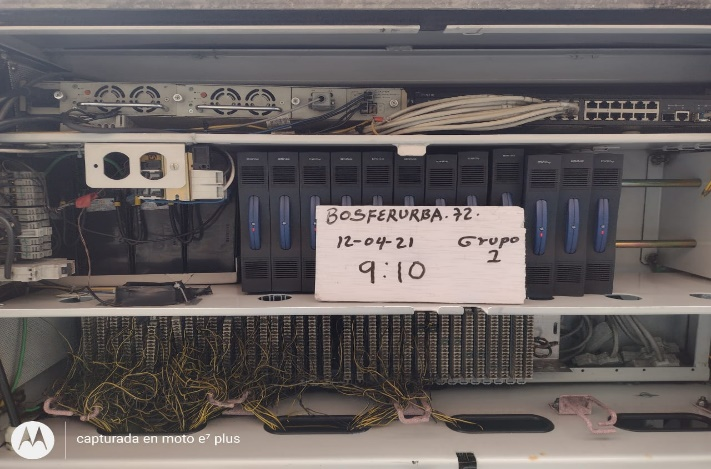 BOSFERURBA.72.
12-04-21 Grupo
1
9:10
capturada en moto e⁷ plus